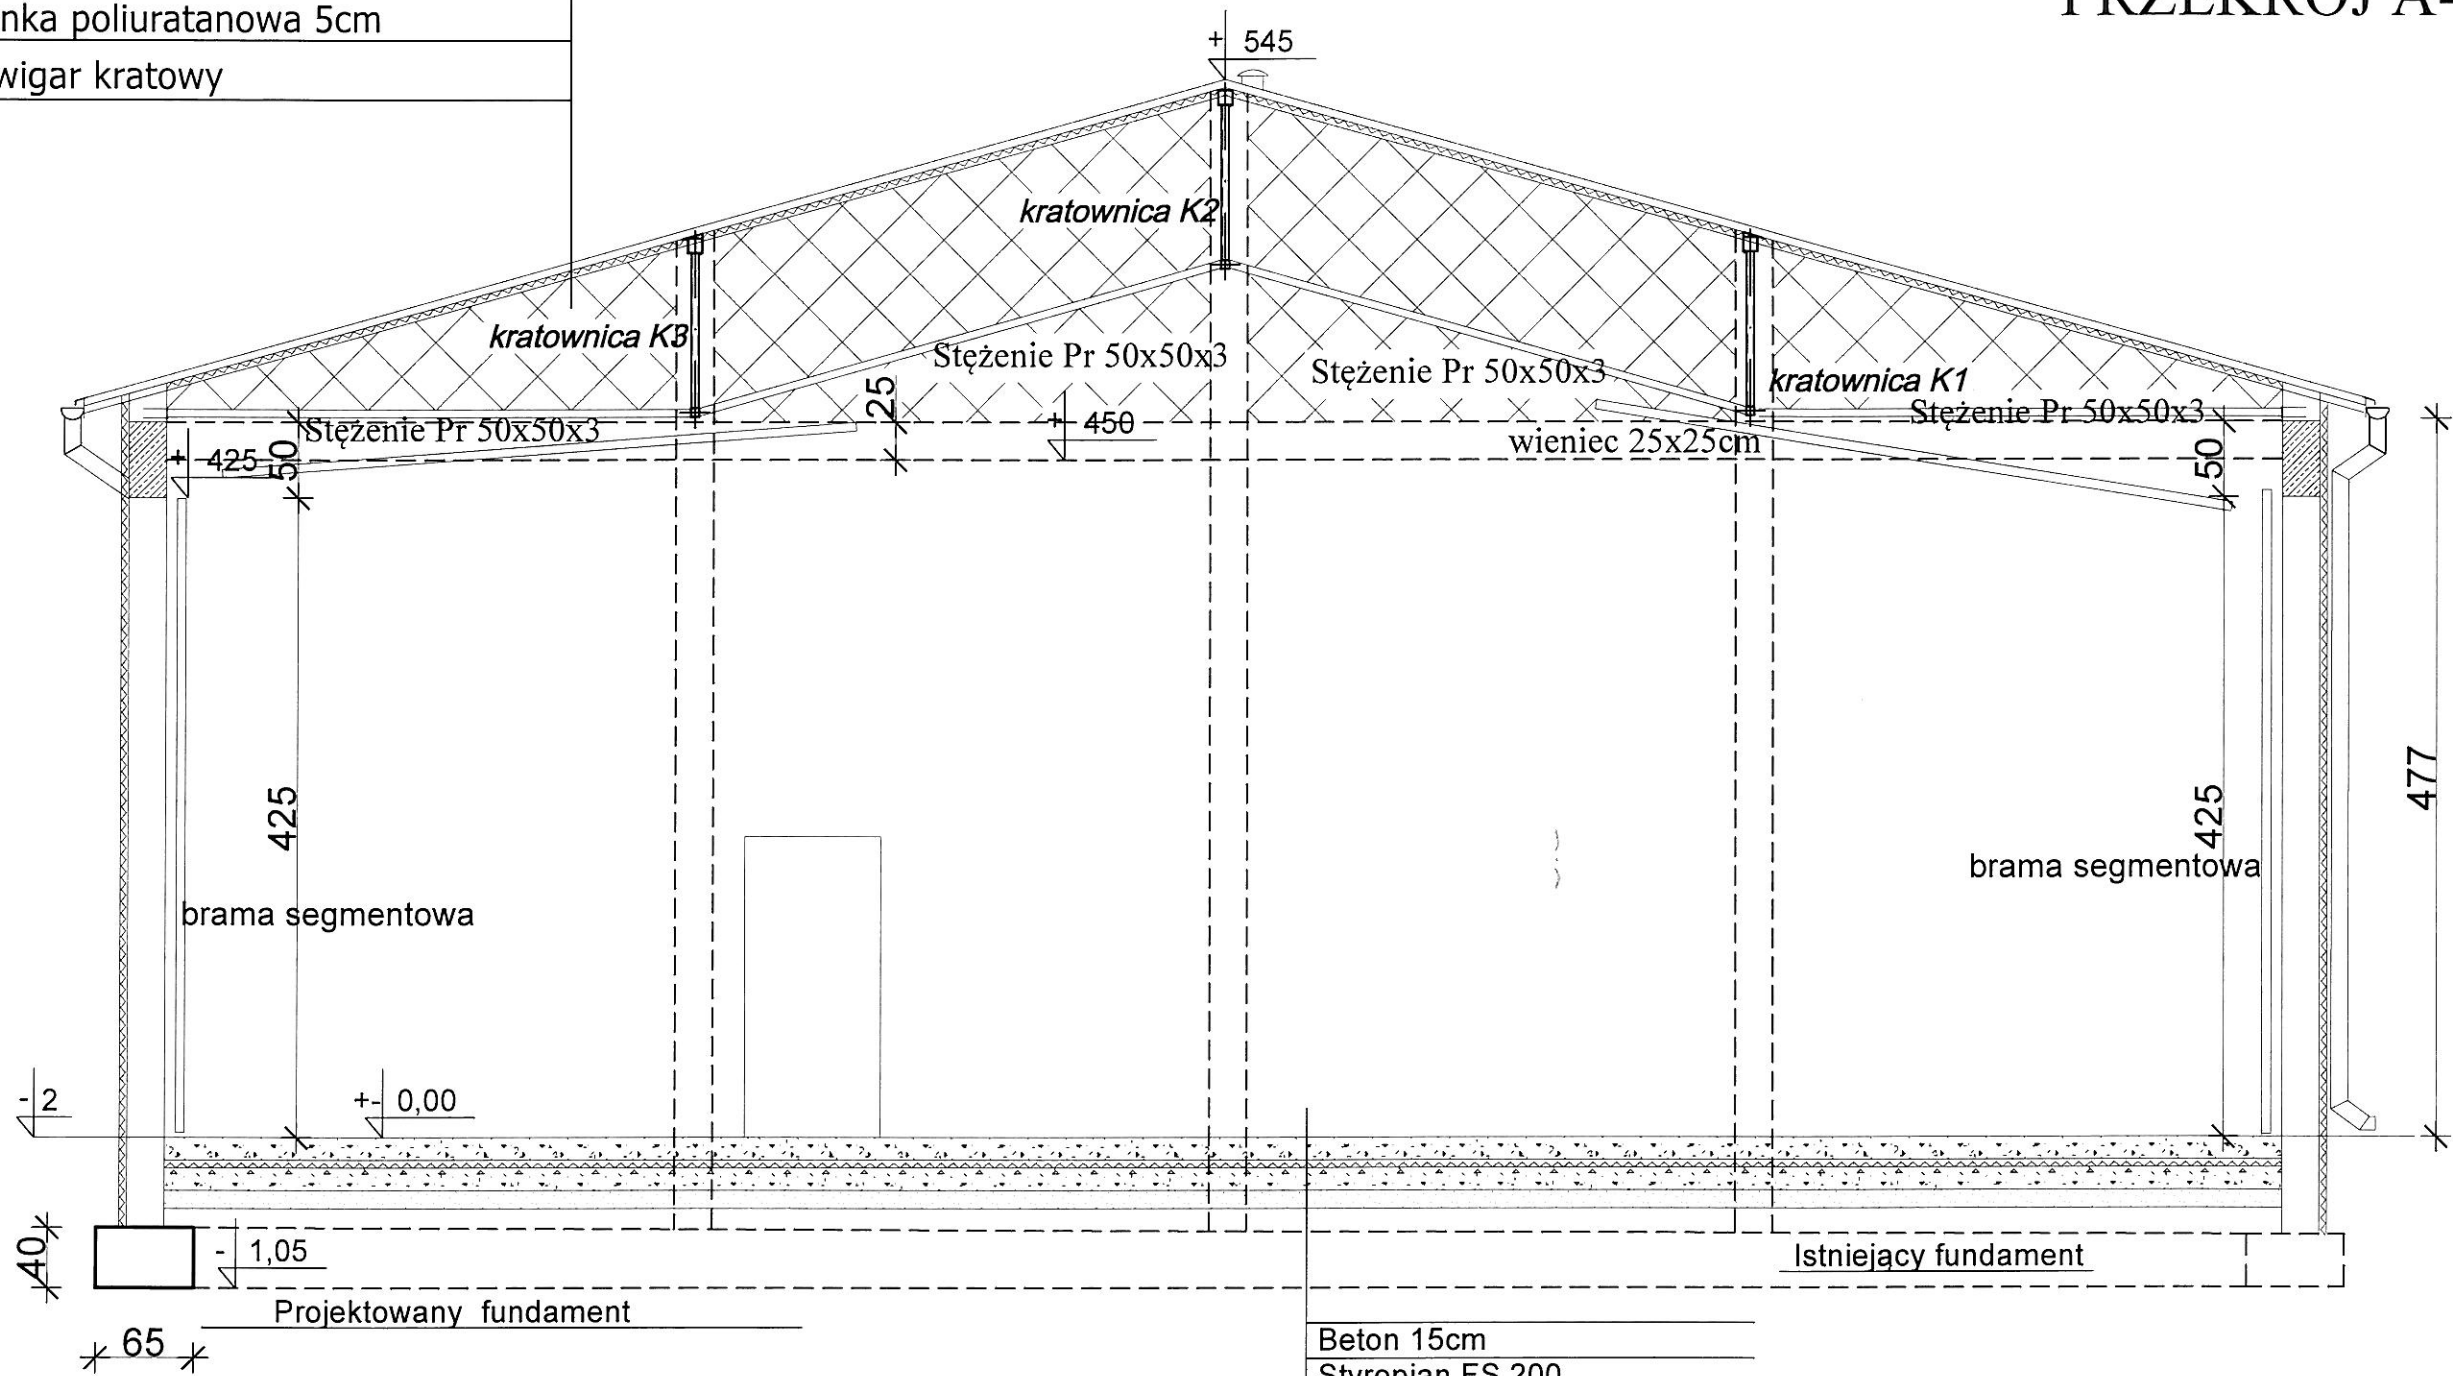 nka poliuratanowa 5cm
wigar kratowy
PRZEKRÓJ A-
+ 545
kratownica K2
kratownica K3
Stężenie Pr 50x50x3
Stężenie Pr 50x50x3
kratownica K1
Stężenie Pr 50x50x3
Stężenie Pr 50x50x3
25
+ 450
wieniec 25x25cm
+ 425
50
50
425
425
477
brama segmentowa
brama segmentowa
- 2
+- 0,00
40
- 1,05
Istniejący fundament
Projektowany fundament
65
Beton 15cm
Styropian FS 200